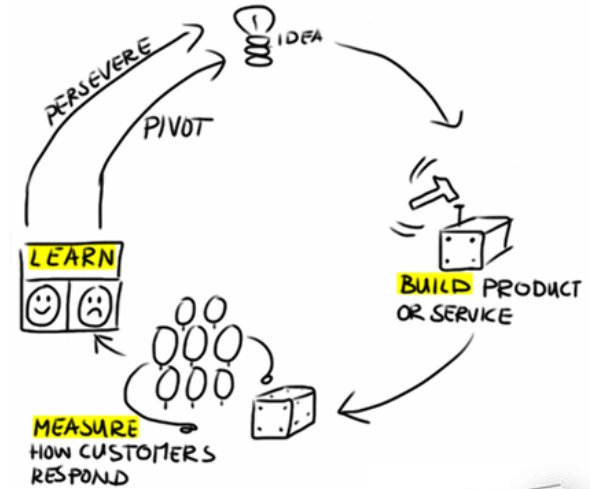 IDEA
PERSEVERE
PIVOT
BUILD PRODUCT
OR SERVICE
LEARN
MEASURE
HOW CUSTOMERS
RESPOND